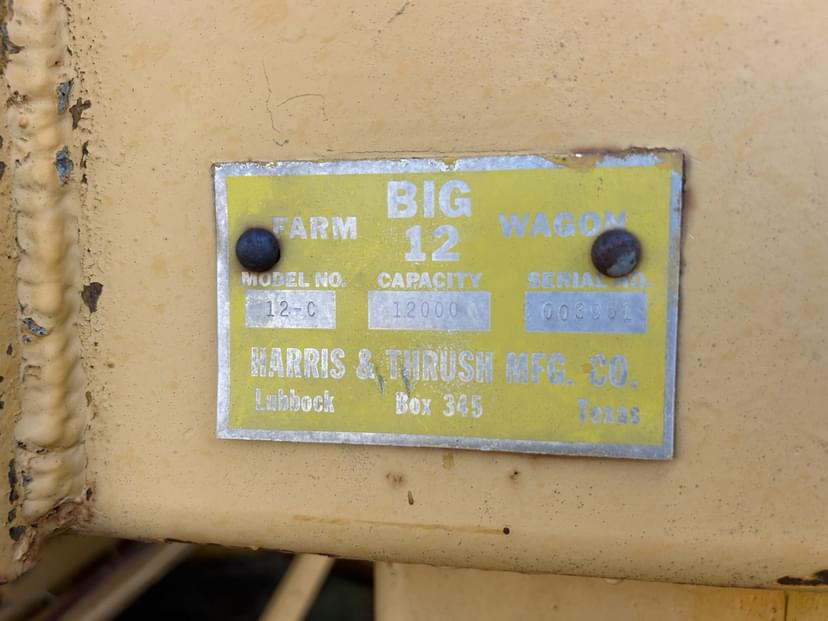 BIG
FARM 12 WAGON
MODEL NO. CAPACITY SERIAL NO.
12-C 12000
HARRIS & THRUSH MFG. CO.
Lubbock Box 345 Texas